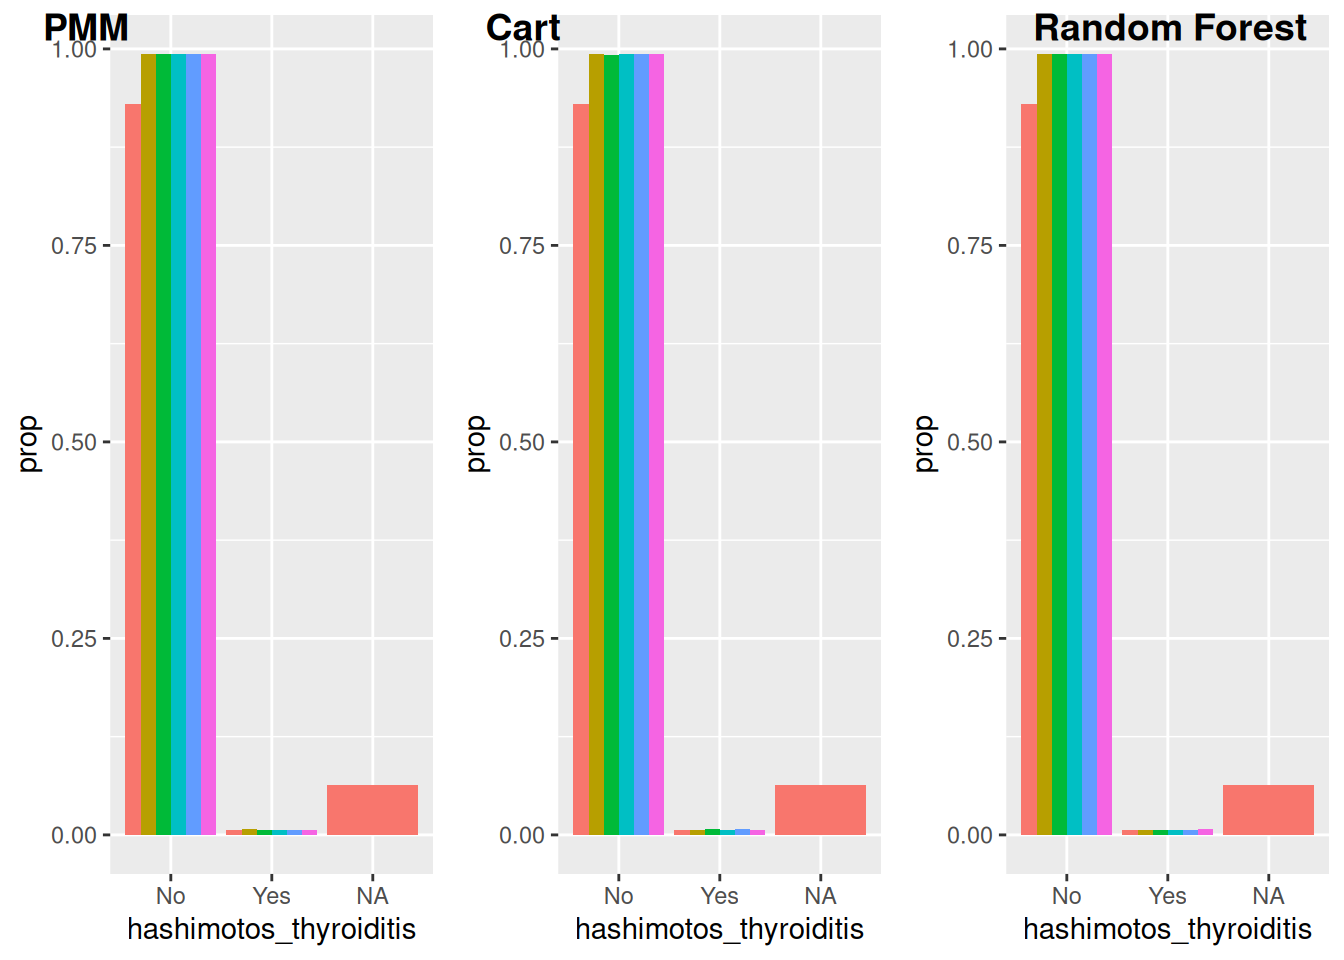 PMM
1.00
0.75
0.50
0.25
0.00
prop
No Yes NA
hashimotos_thyroiditis
Cart
1.00
0.75
0.50
0.25
0.00
prop
No Yes NA
hashimotos_thyroiditis
Random Forest
1.00
0.75
0.50
0.25
0.00
prop
No Yes NA
hashimotos_thyroiditis